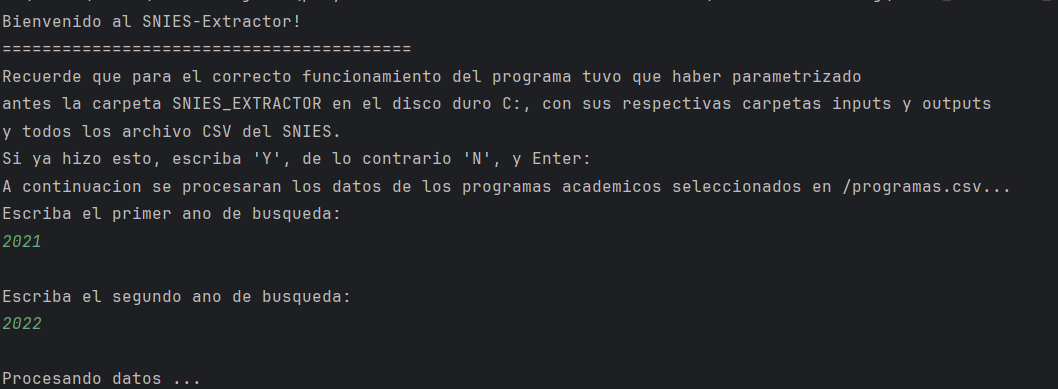 Bienvenido al SNIES-Extractor!
=========================================
Recuerde que para el correcto funcionamiento del programa tuvo que haber parametrizado
antes la carpeta SNIES_EXTRACTOR en el disco duro C:, con sus respectivas carpetas inputs y outputs
y todos los archivo CSV del SNIES.
Si ya hizo esto, escriba 'Y', de lo contrario 'N', y Enter:
A continuacion se procesaran los datos de los programas academicos seleccionados en /programas.csv...
Escriba el primer ano de busqueda:
2021
Escriba el segundo ano de busqueda:
2022
Procesando datos ...